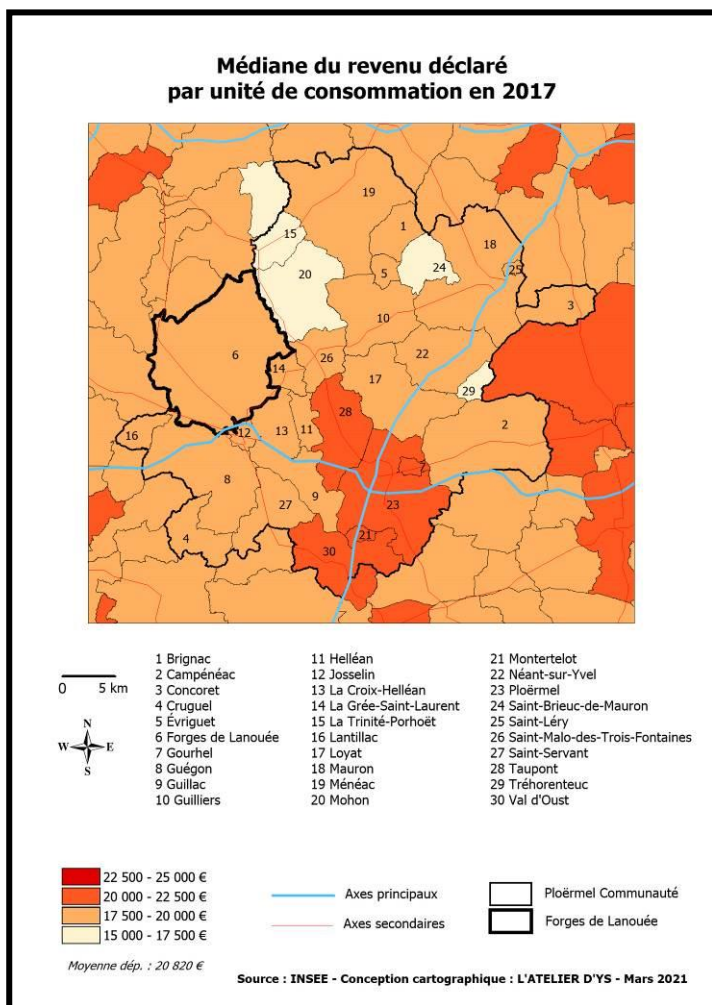 Médiane du revenu déclaré
par unité de consommation en 2017
19
1
15
18
24
20
5
25
3
10
6
26
22
14
17
29
28
2
16
12
13
11
7
8
9
23
27
4
21
30
0 5 km
N
W E
S
1 Brignac
2 Campénéac
3 Concoret
4 Cruguel
5 Évriguet
6 Forges de Lanouée
7 Gourhel
8 Guégon
9 Guillac
10 Guilliers
11 Helléan
12 Josselin
13 La Croix-Helléan
14 La Grée-Saint-Laurent
15 La Trinité-Porhoët
16 Lantillac
17 Loyat
18 Mauron
19 Ménéac
20 Mohon
21 Montertelot
22 Néant-sur-Yvel
23 Ploërmel
24 Saint-Brieuc-de-Mauron
25 Saint-Léry
26 Saint-Malo-des-Trois-Fontaines
27 Saint-Servant
28 Taupont
29 Tréhorenteuc
30 Val d'Oust
22 500 - 25 000 €
20 000 - 22 500 €
17 500 - 20 000 €
15 000 - 17 500 €
Moyenne dép. : 20 820 €
Axes principaux
Axes secondaires
Ploërmel Communauté
Forges de Lanouée
Source : INSEE - Conception cartographique : L'ATELIER D'YS - Mars 2021